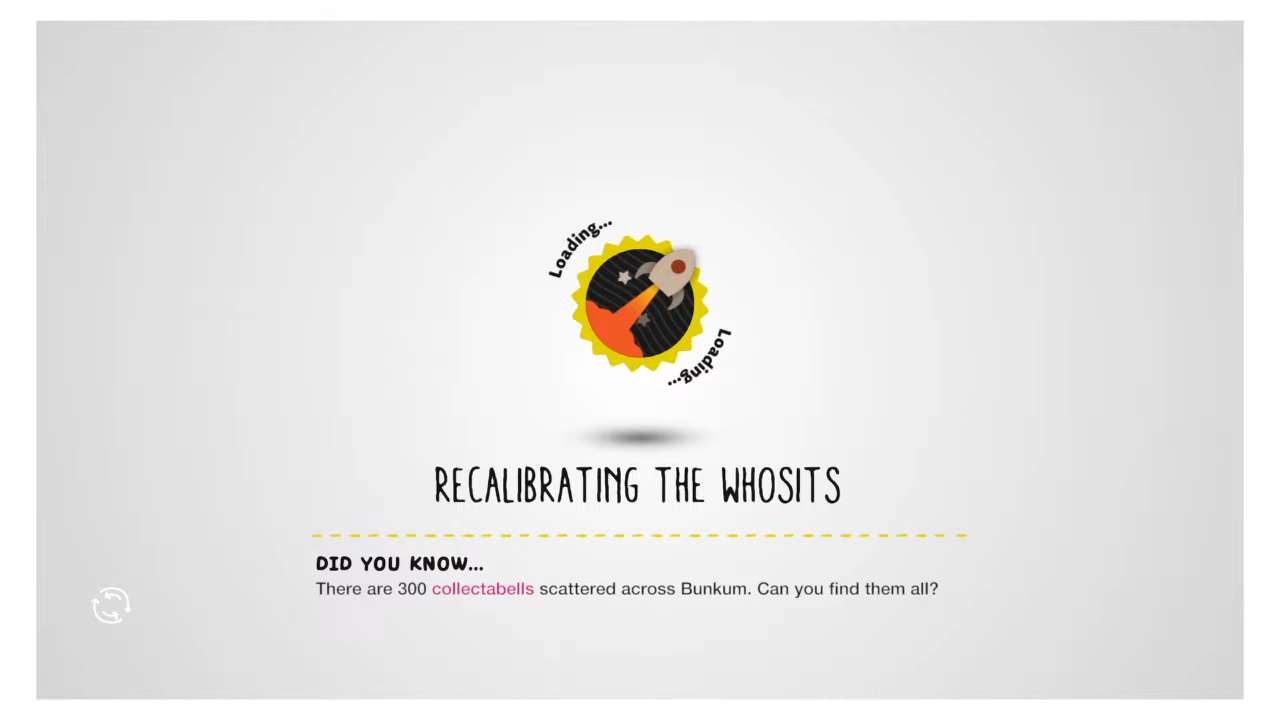 Loading...
Loading...
RECALIBRATING THE WHOSITS
DID YOU KNOW...
There are 300 collectabells scattered across Bunkum. Can you find them all?